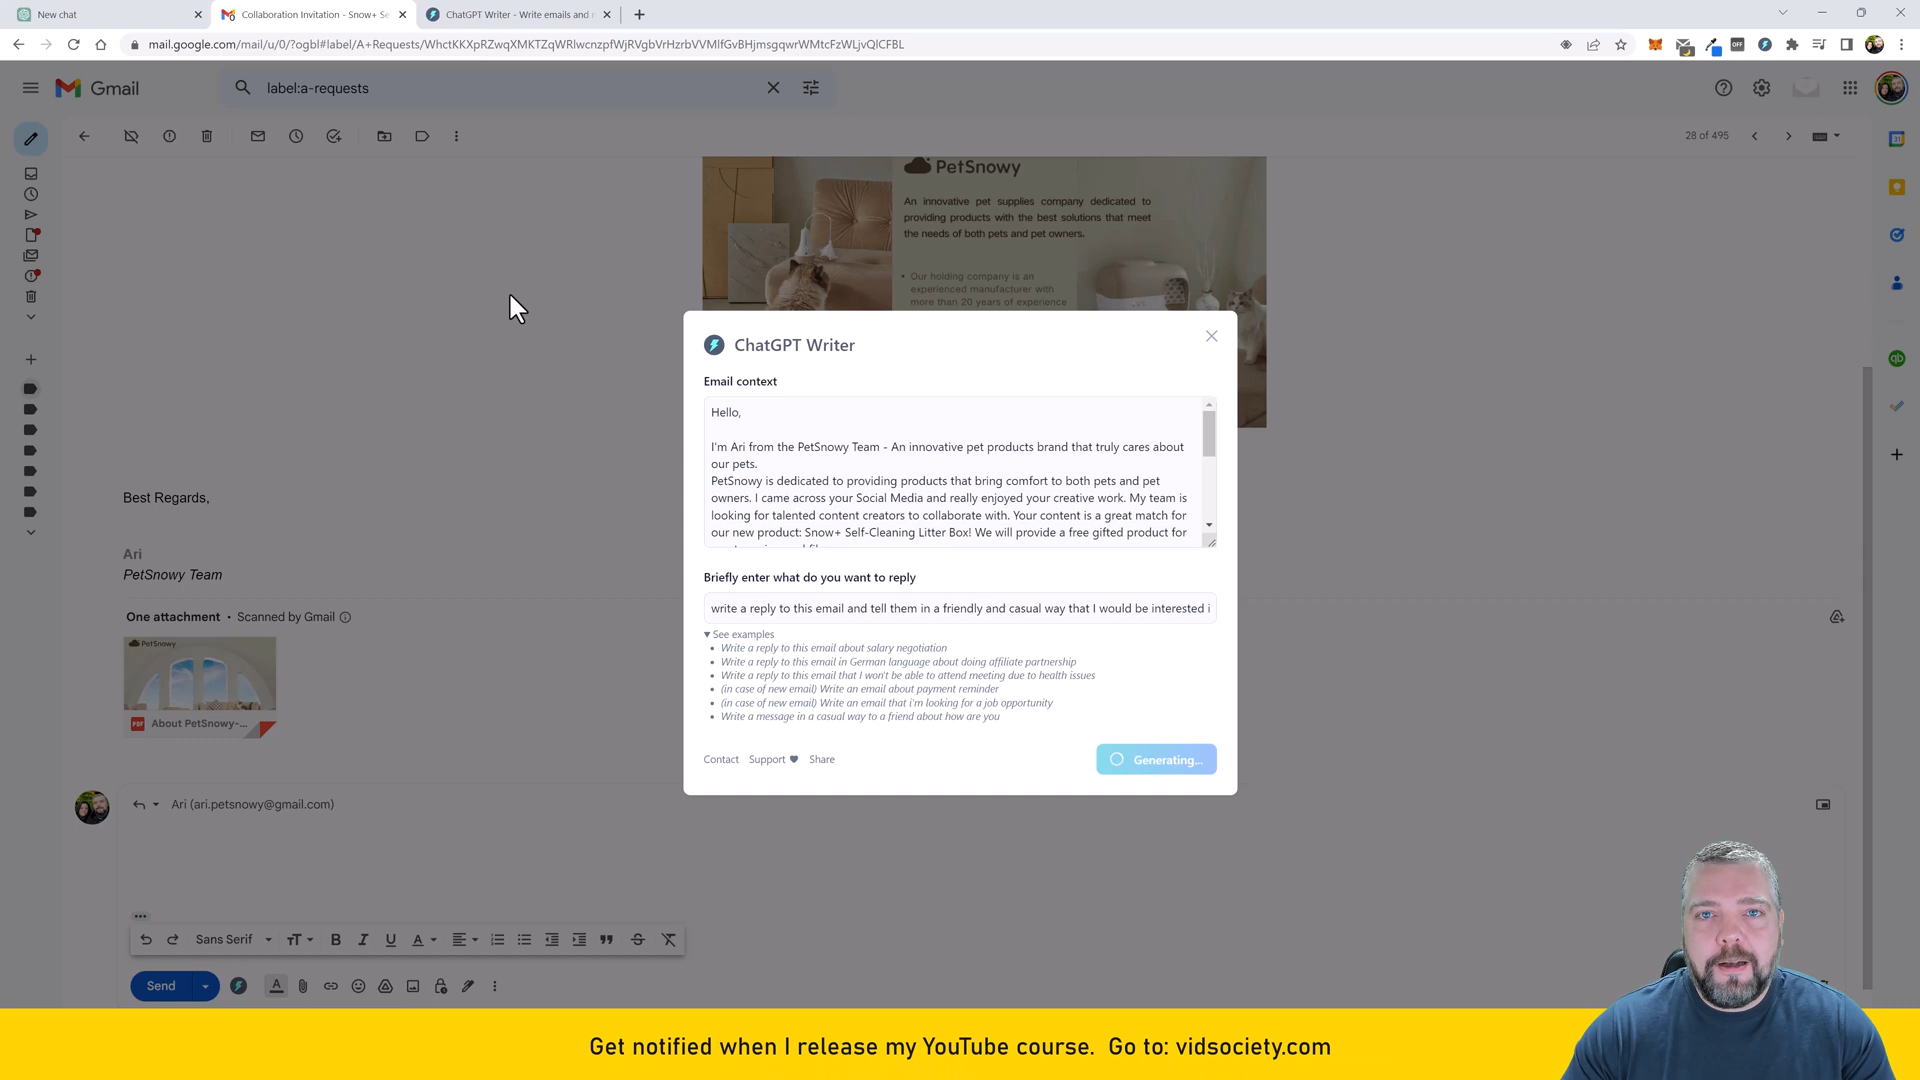 New chat
Collaboration Invitation - Snow+ Se
ChatGPT Writer - Write emails and
mail.google.com/mail/u/0/?ogbl#label/A+Requests/WhctKKXpRZwqXMKTZqWRlwcnzpfWjRVgbVrHzrbVVMlfGvBHjmsgqwrWMtcFzWLjvQlCFBL
OFF
Gmail
label:a-requests
28 of 495
PetSnowy
An innovative pet supplies company dedicated to
providing products with the best solutions that meet
the needs of both pets and pet owners.
• Our holding company is an
experienced manufacturer with
more than 20 years of experience
ChatGPT Writer
Email context
Hello,
I'm Ari from the PetSnowy Team - An innovative pet products brand that truly cares about
our pets.
PetSnowy is dedicated to providing products that bring comfort to both pets and pet
owners. I came across your Social Media and really enjoyed your creative work. My team is
looking for talented content creators to collaborate with. Your content is a great match for
our new product: Snow+ Self-Cleaning Litter Box! We will provide a free gifted product for
Briefly enter what do you want to reply
write a reply to this email and tell them in a friendly and casual way that I would be interested i
See examples
• Write a reply to this email about salary negotiation
• Write a reply to this email in German language about doing affiliate partnership
• Write a reply to this email that I won't be able to attend meeting due to health issues
• (in case of new email) Write an email about payment reminder
• (in case of new email) Write an email that i'm looking for a job opportunity
• Write a message in a casual way to a friend about how are you
Contact Support Share
Generating...
Best Regards,
Ari
PetSnowy Team
One attachment • Scanned by Gmail
PetSnowy
About PetSnowy-...
Ari (ari.petsnowy@gmail.com)
Sans Serif
Send
Get notified when I release my YouTube course. Go to: vidsociety.com